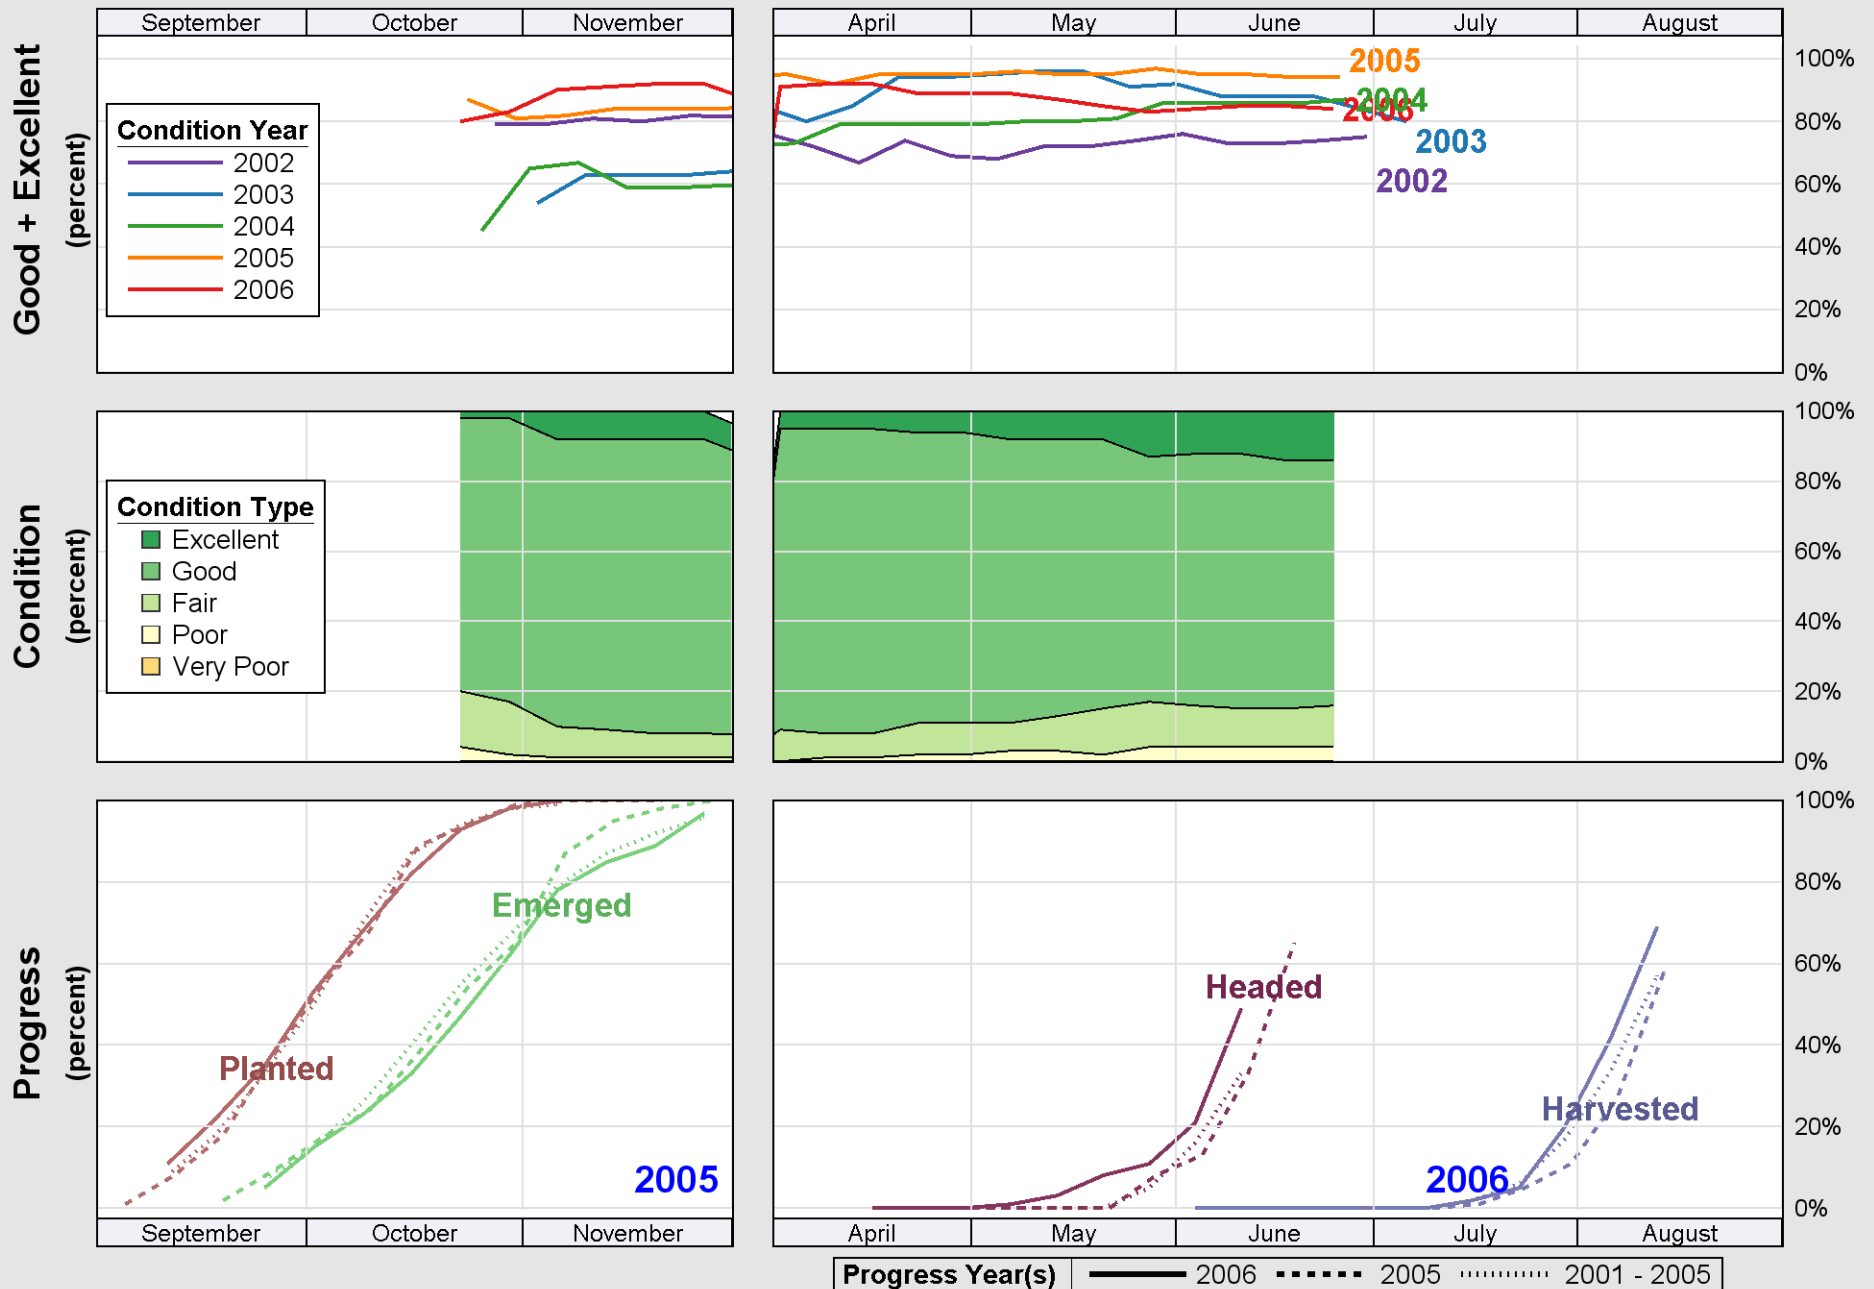 September October November April May June July August
Good + Excellent
(percent)
Condition Year
2002
2003
2004
2005
2006
2005
2004
2006
2003
2002
100%
80%
60%
40%
20%
0%
Condition
(percent)
Condition Type
Excellent
Good
Fair
Poor
Very Poor
100%
80%
60%
40%
20%
0%
Progress
(percent)
Emerged
Planted
2005
Headed
Harvested
2006
100%
80%
60%
40%
20%
0%
September October November April May June July August
Progress Year(s) 2006 2005 2001 - 2005